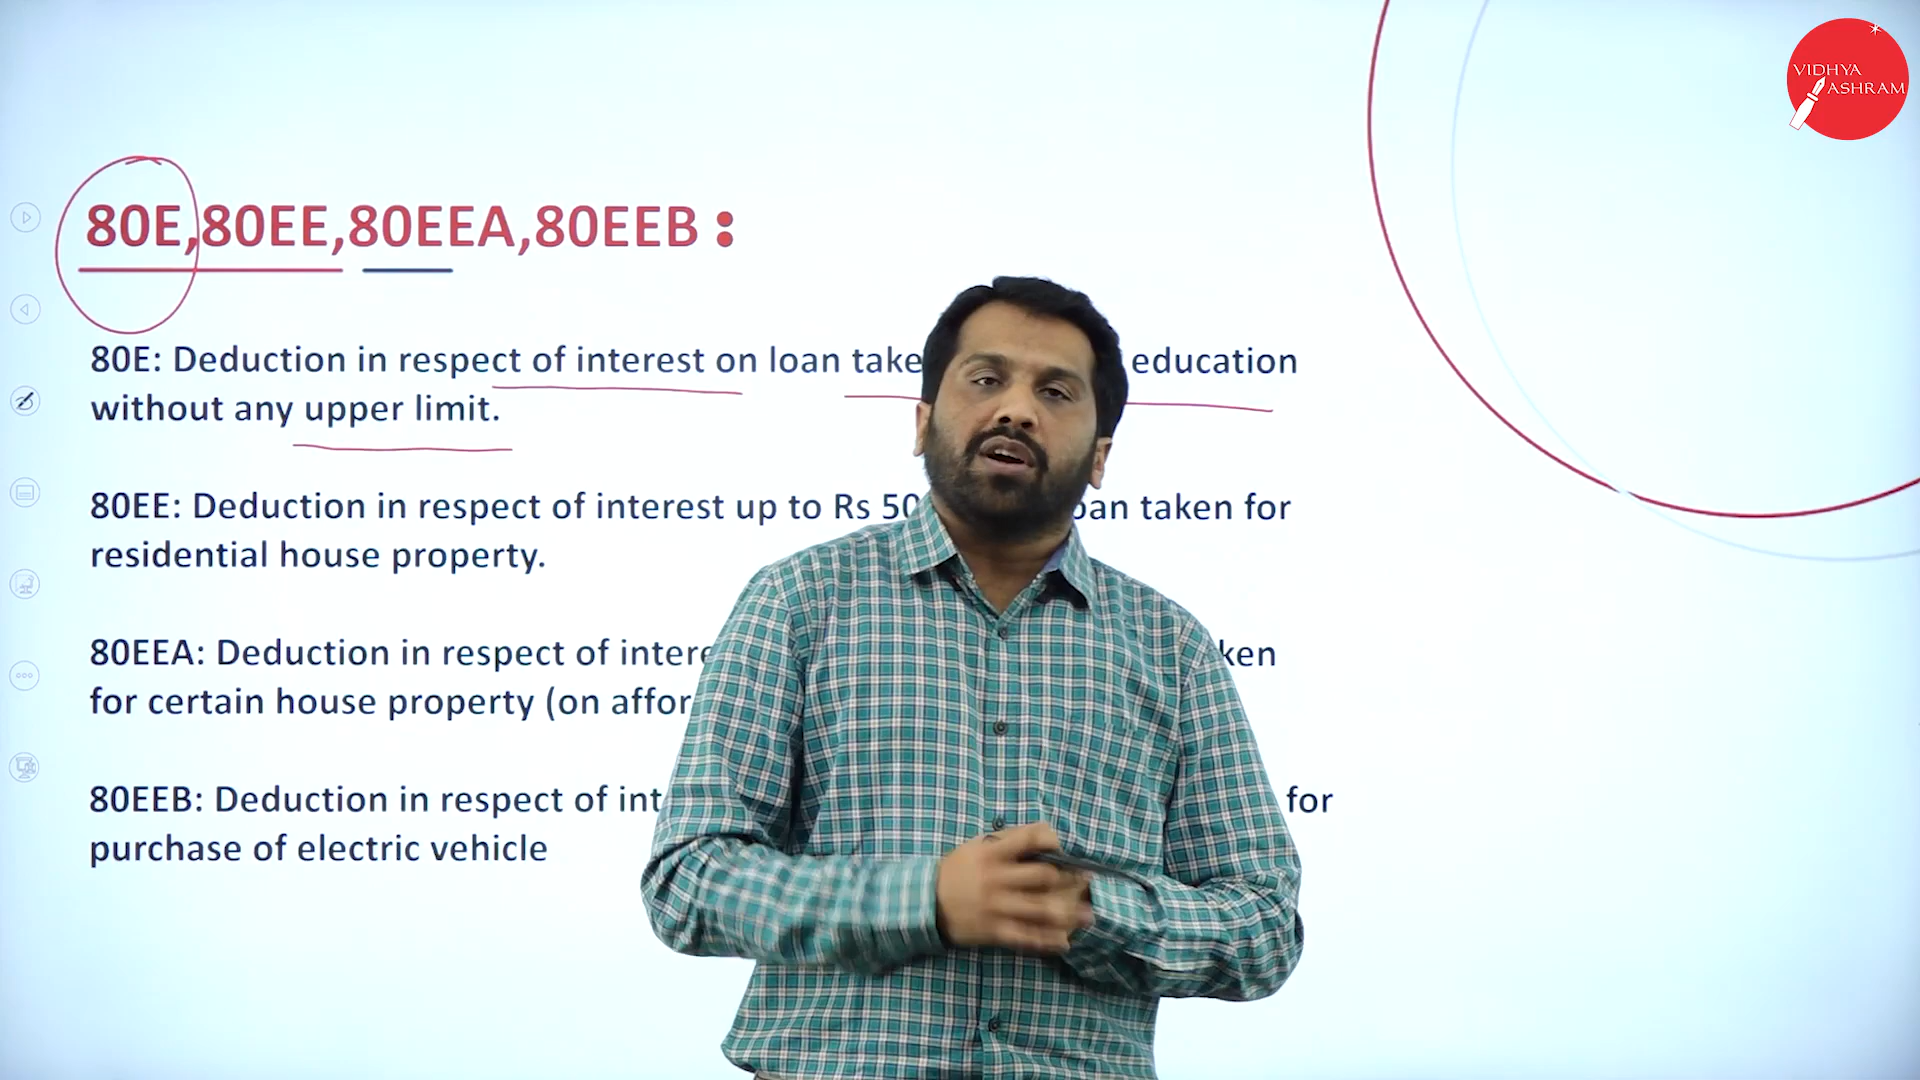 VIDHYA
ASHRAM
80E,80EE,80EEA,80EEB :
80E: Deduction in respect of interest on loan take education
without any upper limit.
80EE: Deduction in respect of interest up to Rs 50 oan taken for
residential house property.
80EEA: Deduction in respect of intere ken
for certain house property (on affor
80EEB: Deduction in respect of int for
purchase of electric vehicle